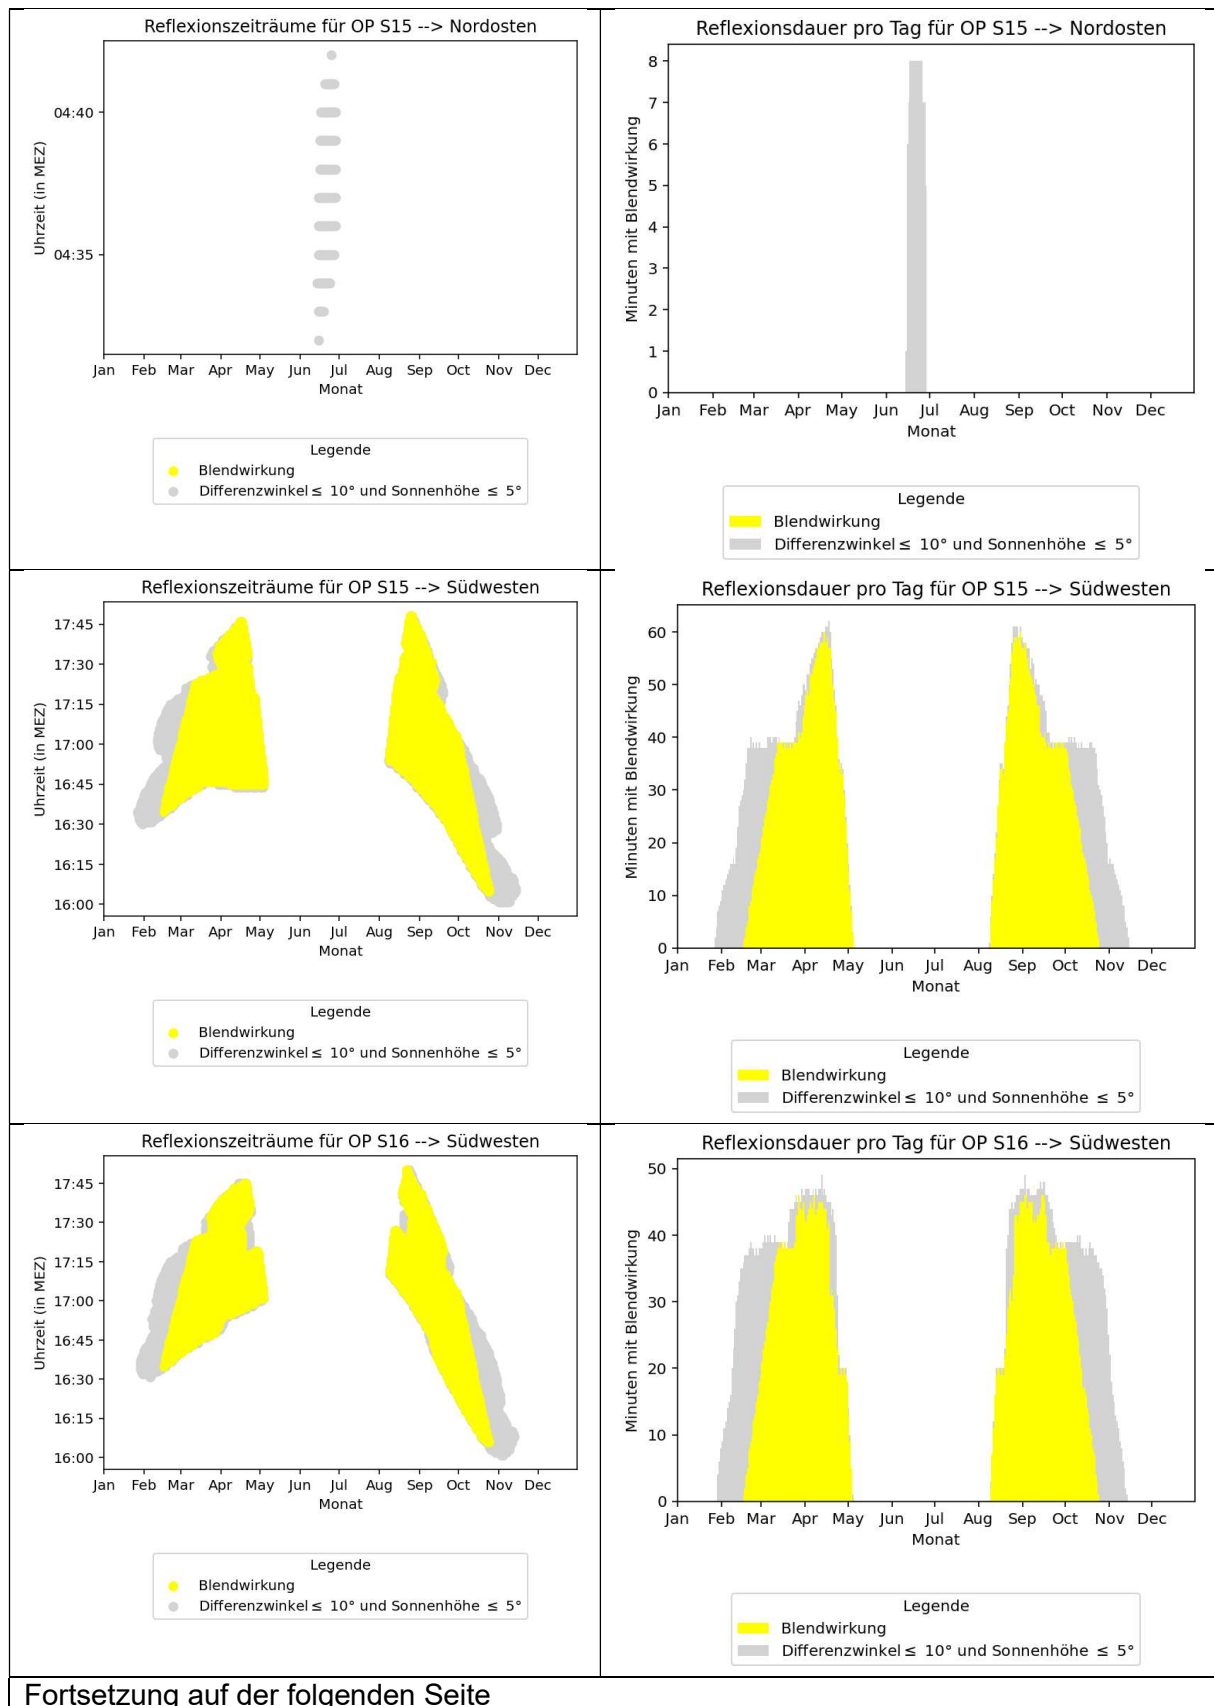 Reflexionszeiträume für OP S15 --> Nordosten
Uhrzeit (in MEZ)
04:40
04:35
Jan Feb Mar Apr May Jun Jul Aug Sep Oct Nov Dec
Monat
Legende
Blendwirkung
Differenzwinkel ≤ 10° und Sonnenhöhe ≤ 5°
Reflexionsdauer pro Tag für OP S15 --> Nordosten
Minuten mit Blendwirkung
8
7
6
5
4
3
2
1
0
Jan Feb Mar Apr May Jun Jul Aug Sep Oct Nov Dec
Monat
Legende
Blendwirkung
Differenzwinkel ≤ 10° und Sonnenhöhe ≤ 5°
Reflexionszeiträume für OP S15 --> Südwesten
Uhrzeit (in MEZ)
17:45
17:30
17:15
17:00
16:45
16:30
16:15
16:00
Jan Feb Mar Apr May Jun Jul Aug Sep Oct Nov Dec
Monat
Legende
Blendwirkung
Differenzwinkel ≤ 10° und Sonnenhöhe ≤ 5°
Reflexionsdauer pro Tag für OP S15 --> Südwesten
Minuten mit Blendwirkung
60
50
40
30
20
10
0
Jan Feb Mar Apr May Jun Jul Aug Sep Oct Nov Dec
Monat
Legende
Blendwirkung
Differenzwinkel ≤ 10° und Sonnenhöhe ≤ 5°
Reflexionszeiträume für OP S16 --> Südwesten
Uhrzeit (in MEZ)
17:45
17:30
17:15
17:00
16:45
16:30
16:15
16:00
Jan Feb Mar Apr May Jun Jul Aug Sep Oct Nov Dec
Monat
Legende
Blendwirkung
Differenzwinkel ≤ 10° und Sonnenhöhe ≤ 5°
Reflexionsdauer pro Tag für OP S16 --> Südwesten
Minuten mit Blendwirkung
50
40
30
20
10
0
Jan Feb Mar Apr May Jun Jul Aug Sep Oct Nov Dec
Monat
Legende
Blendwirkung
Differenzwinkel ≤ 10° und Sonnenhöhe ≤ 5°
Fortsetzung auf der folgenden Seite